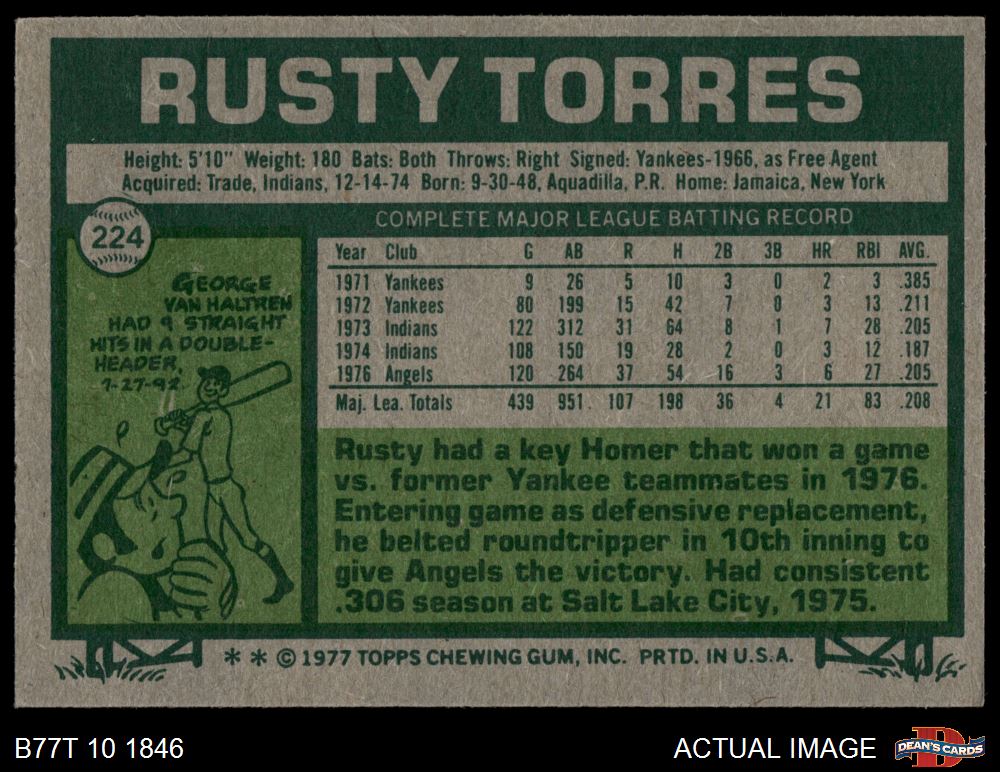 RUSTY TORRES
Height: 5'10" Weight: 180 Bats: Both Throws: Right Signed: Yankees-1966, as Free Agent
Acquired: Trade, Indians, 12-14-74 Born: 9-30-48, Aquadilla, P.R. Home: Jamaica, New York
224
GEORGE
VAN HALTREN
HAD 9 STRAIGHT
HITS IN A DOUBLE-
HEADER,
7-27-92
COMPLETE MAJOR LEAGUE BATTING RECORD
Year Club G AB R H 2B 3B HR RBI AVG.
1971 Yankees 9 26 5 10 3 0 2 3 .385
1972 Yankees 80 199 15 42 7 0 3 13 .211
1973 Indians 122 312 31 64 8 1 7 28 .205
1974 Indians 108 150 19 28 2 0 3 12 .187
1976 Angels 120 264 37 54 16 3 6 27 .205
Maj. Lea. Totals 439 951. 107 198 36 4 21 83 .208
Rusty had a key Homer that won a game
vs. former Yankee teammates in 1976.
Entering game as defensive replacement,
he belted roundtripper in 10th inning to
give Angels the victory. Had consistent
.306 season at Salt Lake City, 1975.
* * © 1977 TOPPS CHEWING GUM, INC. PRTD. IN U.S.A.
B77T 10 1846
ACTUAL IMAGE
D
DEAN'S CARDS